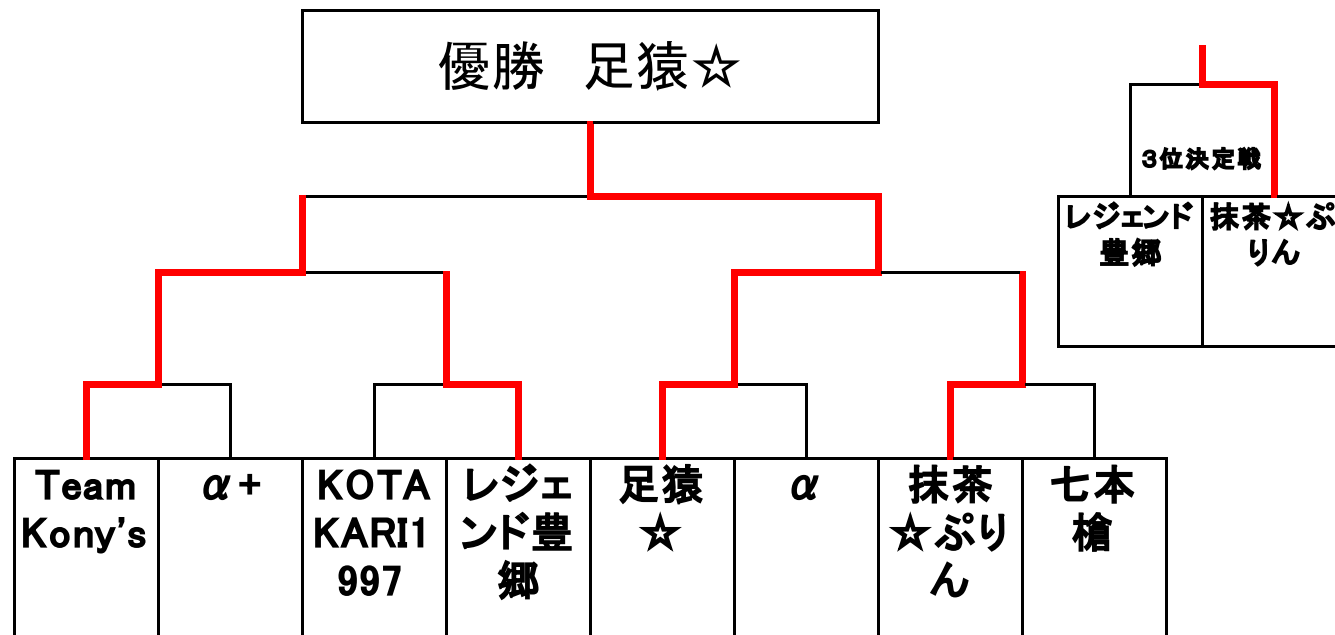 優勝　足猿☆
3位決定戦
レジェンド
豊郷
抹茶☆ぷ
りん
Team
Kony's
α+
KOTA
KARI1
997
レジェ
ンド豊
郷
足猿
☆
α
抹茶
☆ぷり
ん
七本
槍